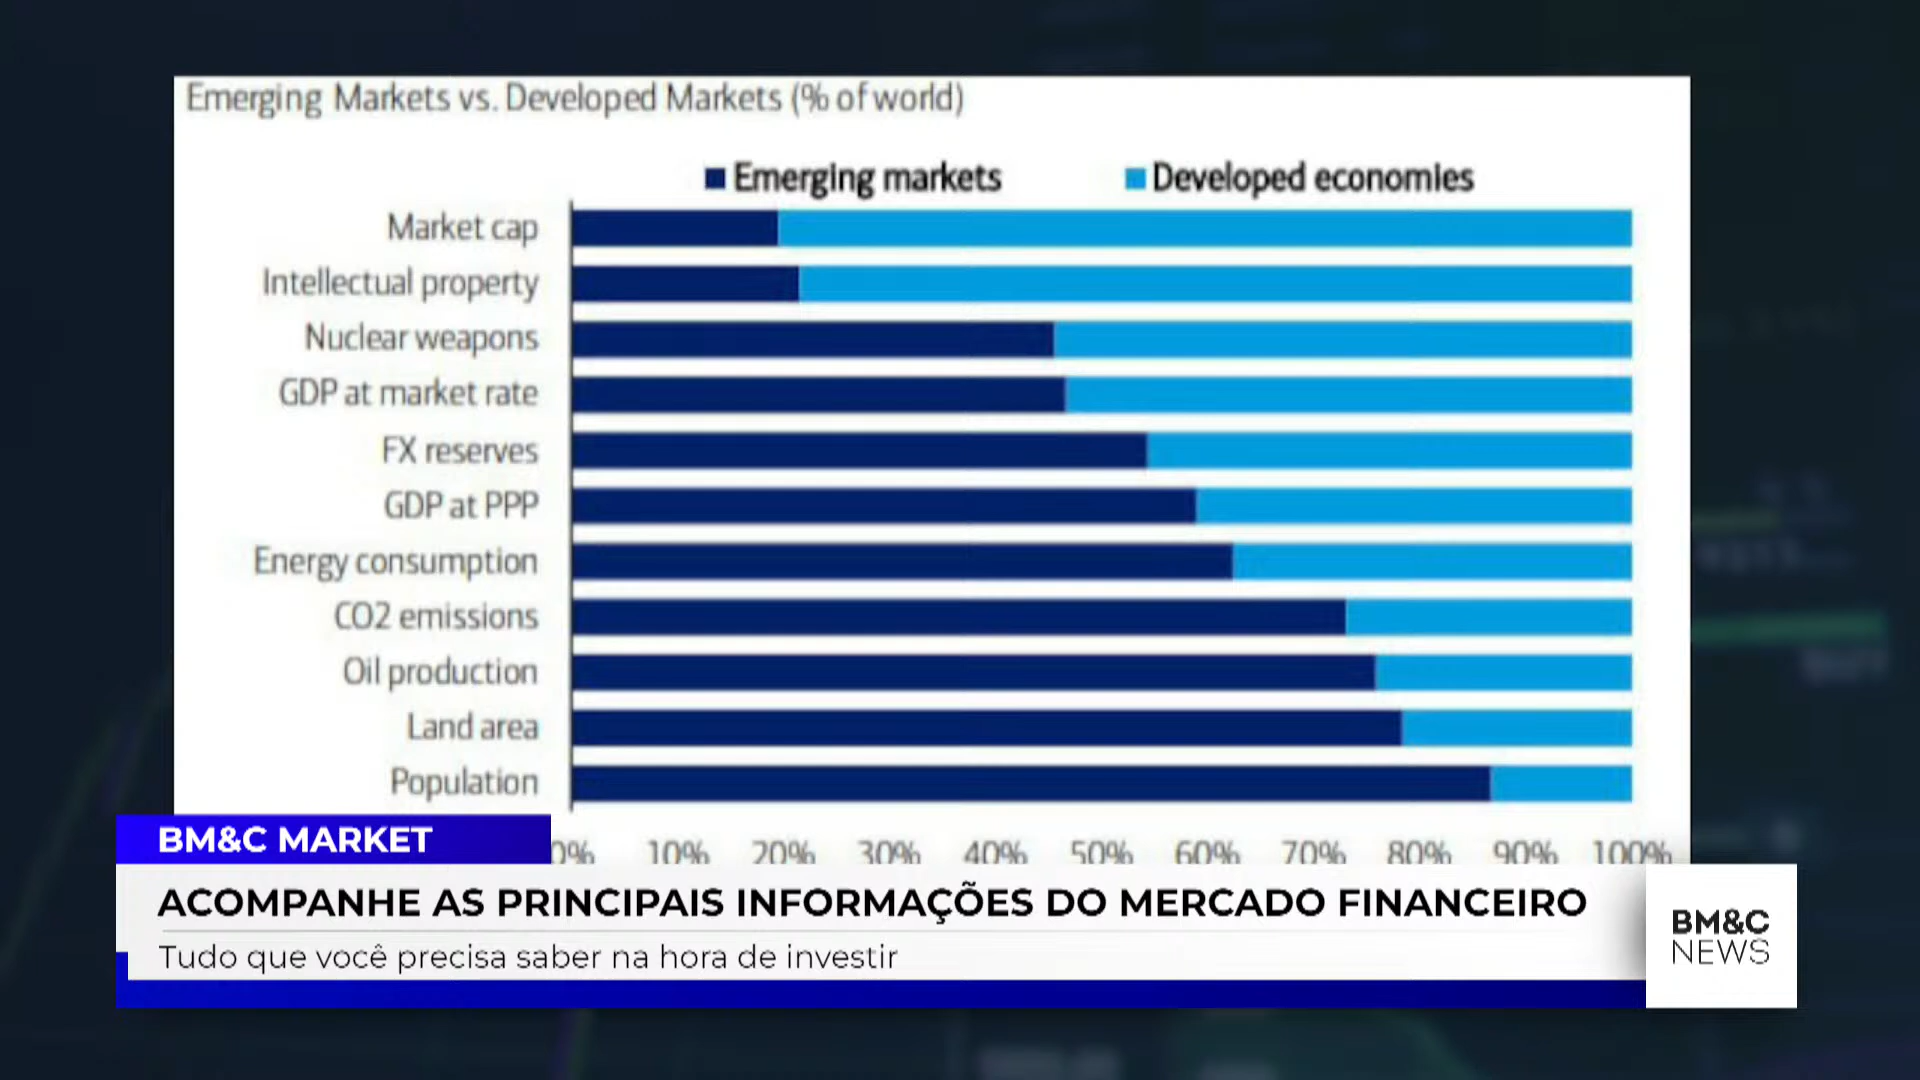 Emerging Markets vs. Developed Markets (% of world)
Emerging markets
Developed economies
Market cap
Intellectual property
Nuclear weapons
GDP at market rate
FX reserves
GDP at PPP
Energy consumption
CO2 emissions
Oil production
Land area
Population
0% 10% 20% 30% 40% 50% 60% 70% 80% 90% 100%
BM&C MARKET
ACOMPANHE AS PRINCIPAIS INFORMAÇÕES DO MERCADO FINANCEIRO
Tudo que você precisa saber na hora de investir
BM&C
NEWS